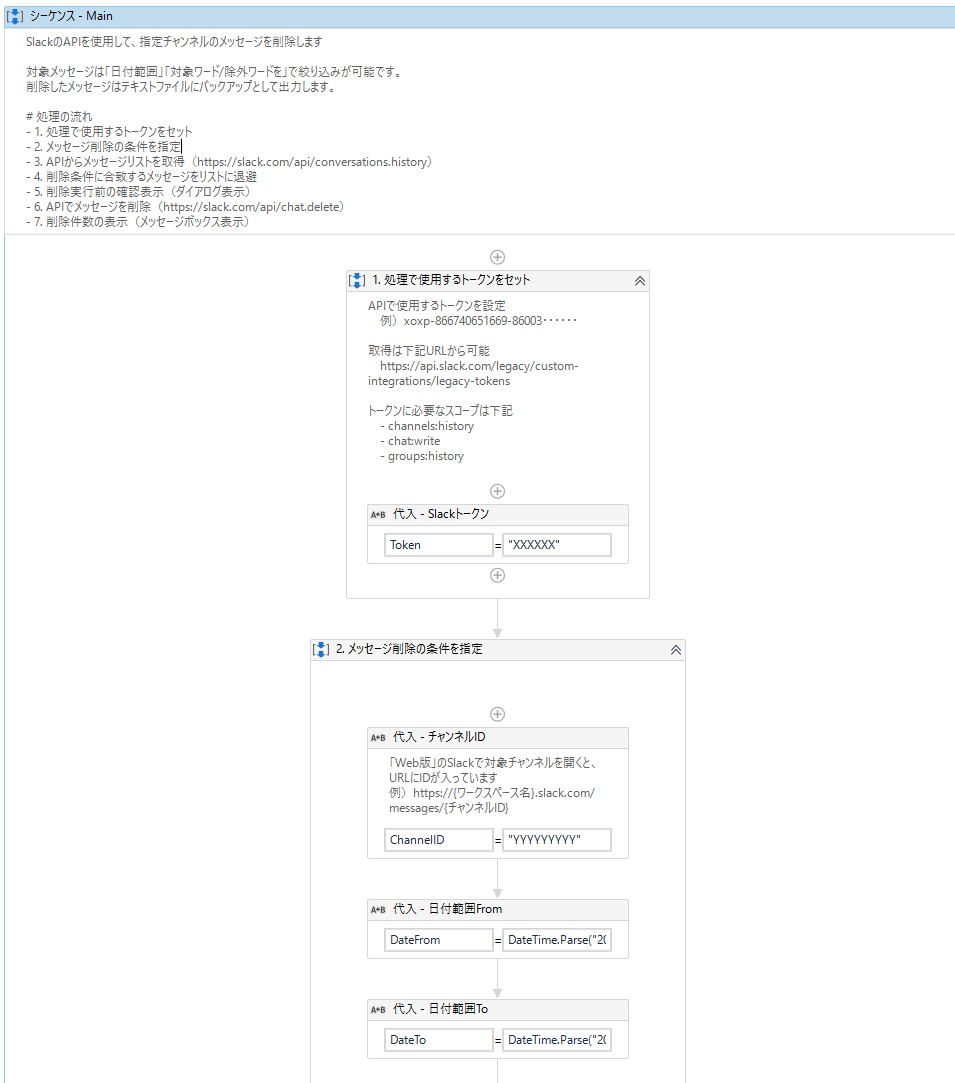 シーケンス - Main
SlackのAPIを使用して、指定チャンネルのメッセージを削除します
対象メッセージは「日付範囲」「対象ワード/除外ワードを」で絞り込みが可能です。
削除したメッセージはテキストファイルにバックアップとして出力します。
# 処理の流れ
- 1. 処理で使用するトークンをセット
- 2. メッセージ削除の条件を指定
- 3. APIからメッセージリストを取得（https://slack.com/api/conversations.history）
- 4. 削除条件に合致するメッセージをリストに退避
- 5. 削除実行前の確認表示（ダイアログ表示）
- 6. APIでメッセージを削除（https://slack.com/api/chat.delete）
- 7. 削除件数の表示（メッセージボックス表示）
1. 処理で使用するトークンをセット
APIで使用するトークンを設定
例）xoxp-866740651669-86003･･････
取得は下記URLから可能
https://api.slack.com/legacy/custom-
integrations/legacy-tokens
トークンに必要なスコープは下記
- channels:history
- chat:write
- groups:history
A*B 代入 - Slackトークン
Token = "XXXXXX"
2. メッセージ削除の条件を指定
A*B 代入 - チャンネルID
「Web版」のSlackで対象チャンネルを開くと、
URLにIDが入っています
例）https://{ワークスペース名}.slack.com/
messages/{チャンネルID}
ChannelID = "YYYYYYYYY"
A*B 代入 - 日付範囲From
DateFrom = DateTime.Parse("20
A*B 代入 - 日付範囲To
DateTo = DateTime.Parse("20